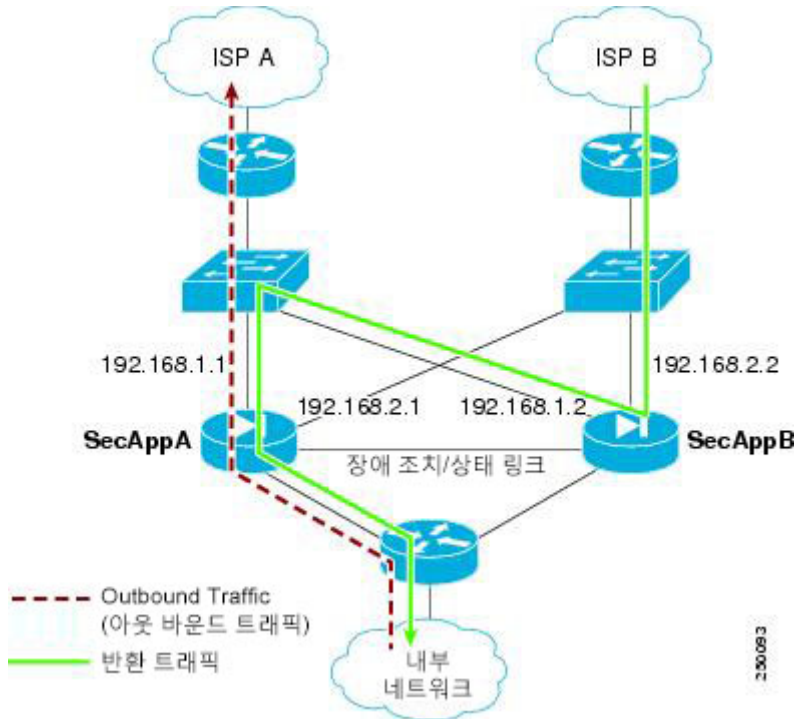 ISP A
ISP B
192.168.1.1
192.168.2.2
192.168.2.1
192.168.1.2
SecAppA
SecAppB
장애 조치/상태 링크
Outbound Traffic
(아웃 바운드 트래픽)
반환 트래픽
내부
네트워크
250093